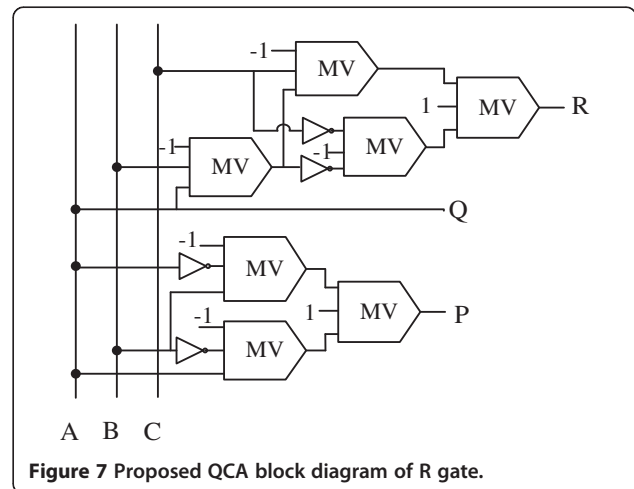 -1
MV
MV
1
R
-1
MV
-1
MV
Q
-1
MV
MV
1
P
-1
MV
A B C
Figure 7 Proposed QCA block diagram of R gate.